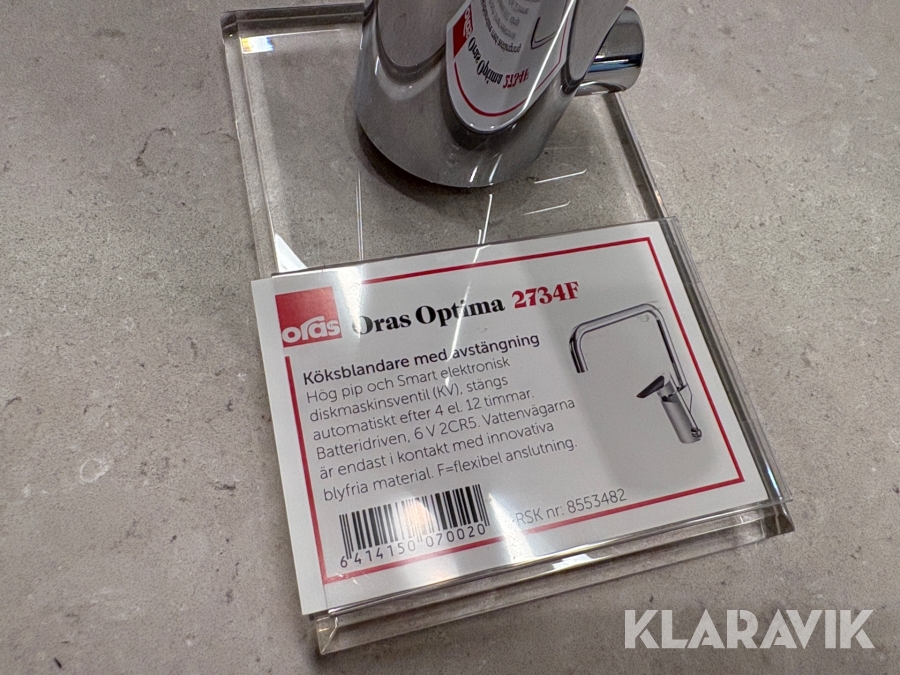 oras
Oras Optima 2734F
Köksblandare med avstängning
Hög pip och Smart elektronisk
diskmaskinsventil (KV), stängs
automatiskt efter 4 el. 12 timmar.
Batteridriven, 6 V 2CR5. Vattenvägarna
är endast i kontakt med innovativa
blyfria material. F=flexibel anslutning.
6 414150 070020
RSK nr: 8553482
KLARAVIK